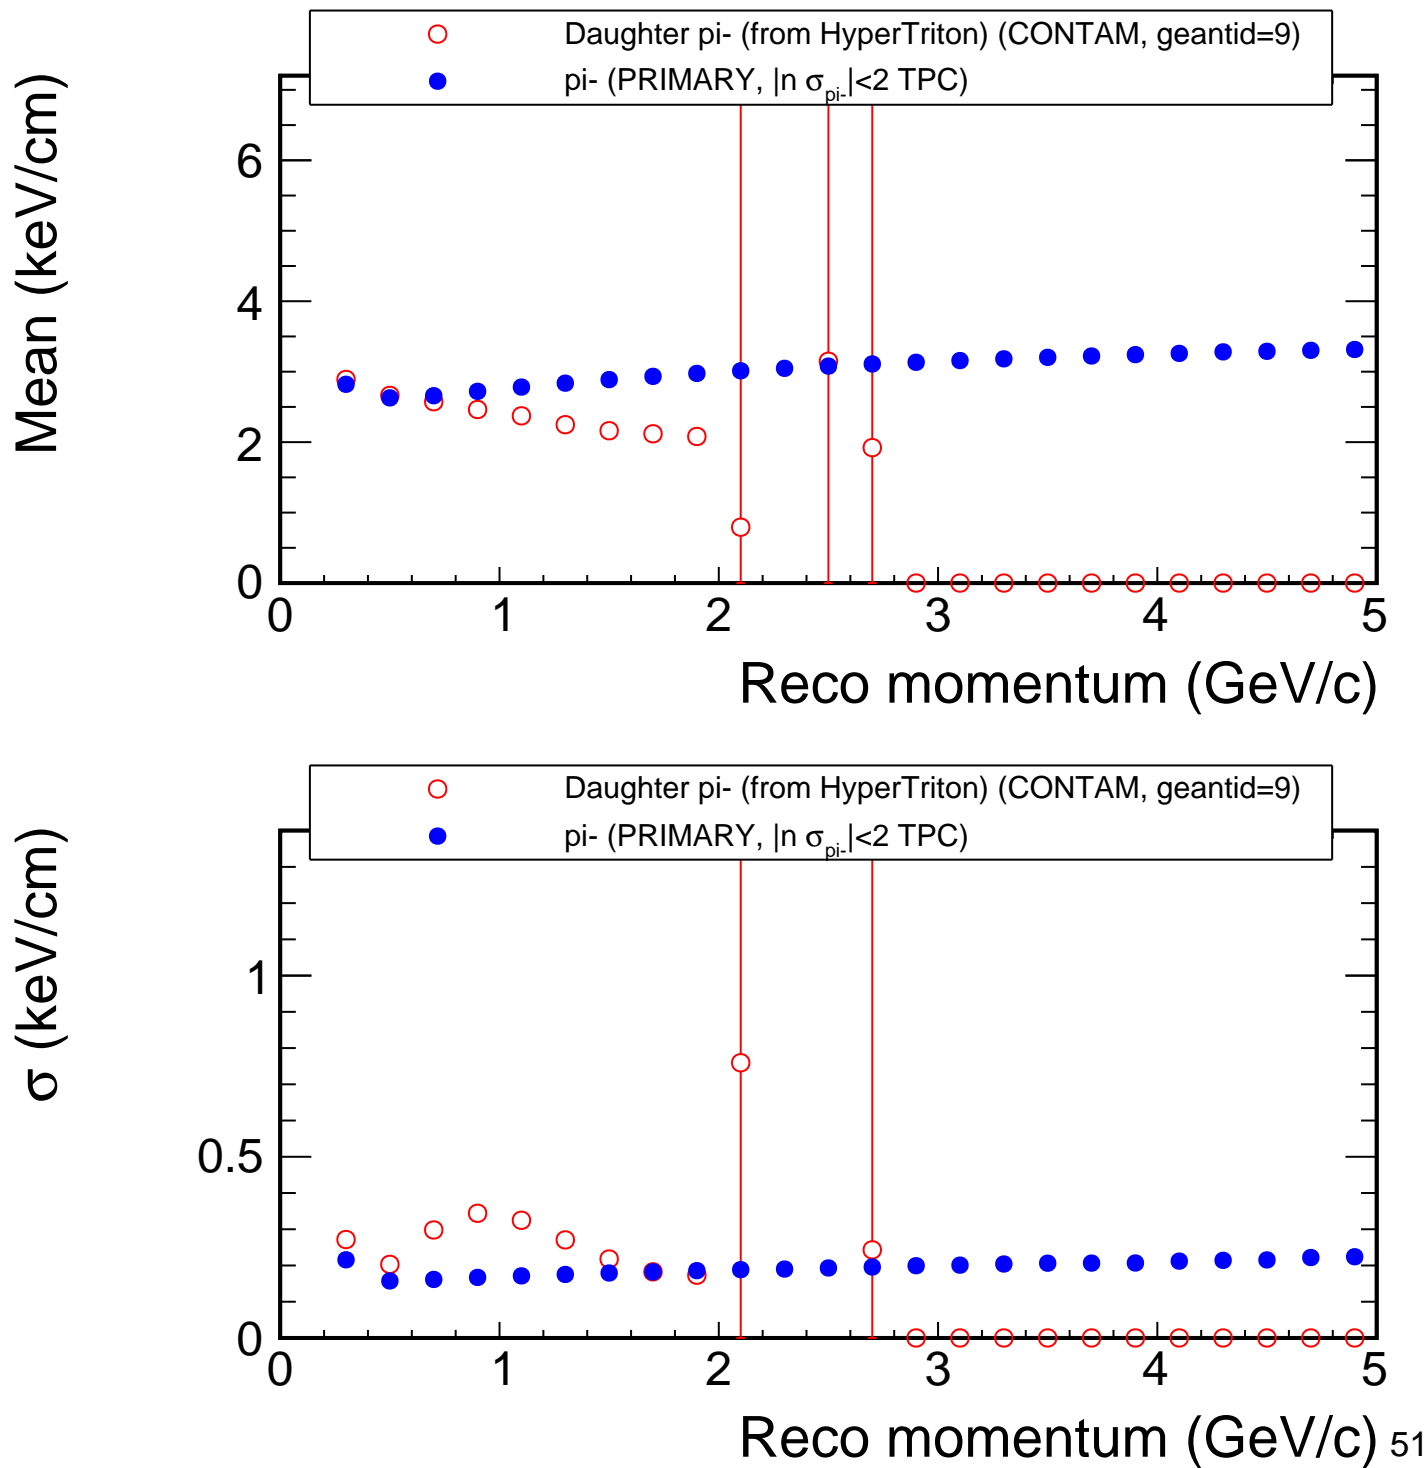 Daughter pi- (from HyperTriton) (CONTAM, geantid=9)
pi- (PRIMARY, |n σpi-|<2 TPC)
Mean (keV/cm)
6
4
2
0
0 1 2 3 4 5
Reco momentum (GeV/c)
Daughter pi- (from HyperTriton) (CONTAM, geantid=9)
pi- (PRIMARY, |n σpi-|<2 TPC)
σ (keV/cm)
1
0.5
0
0 1 2 3 4 5
Reco momentum (GeV/c) 51